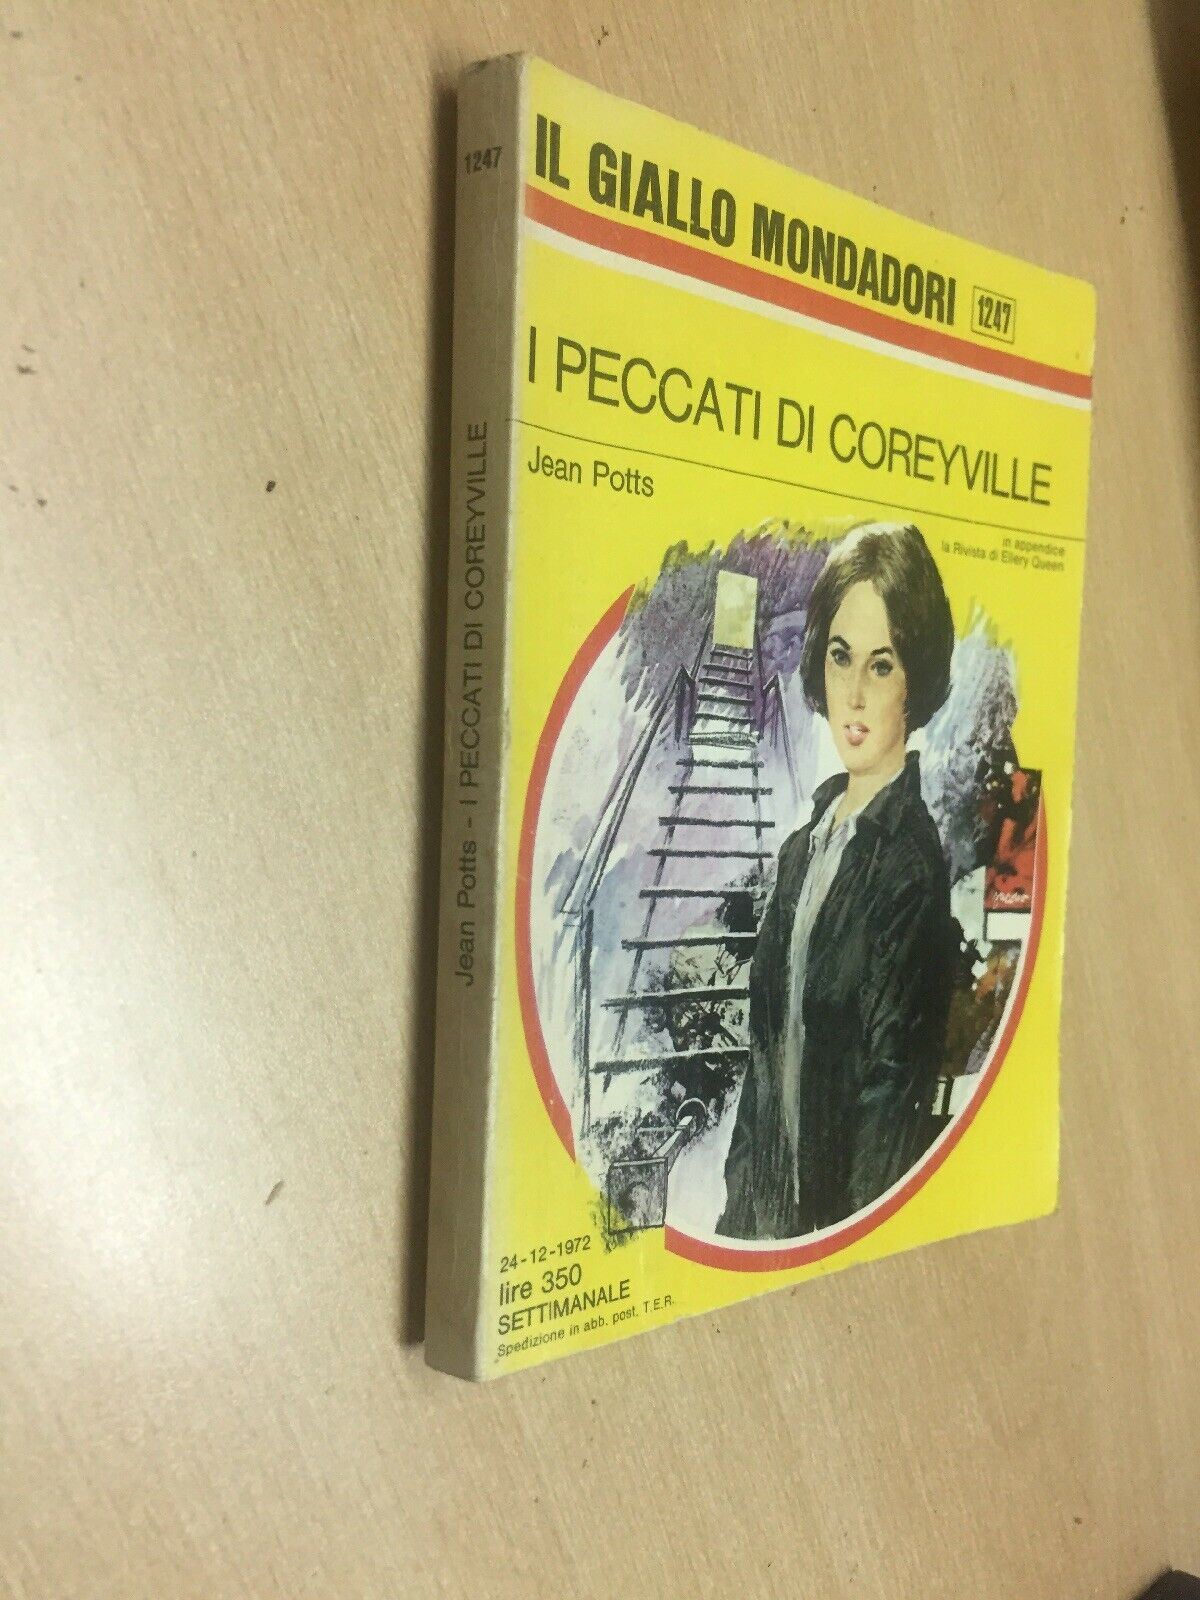 1247
Jean Potts - I PECCATI DI COREYVILLE
IL GIALLO MONDADORI 1247
I PECCATI DI COREYVILLE
Jean Potts
in appendice
la Rivista di Ellery Queen
24-12-1972
lire 350
SETTIMANALE
Spedizione in abb. post. T.E.R.